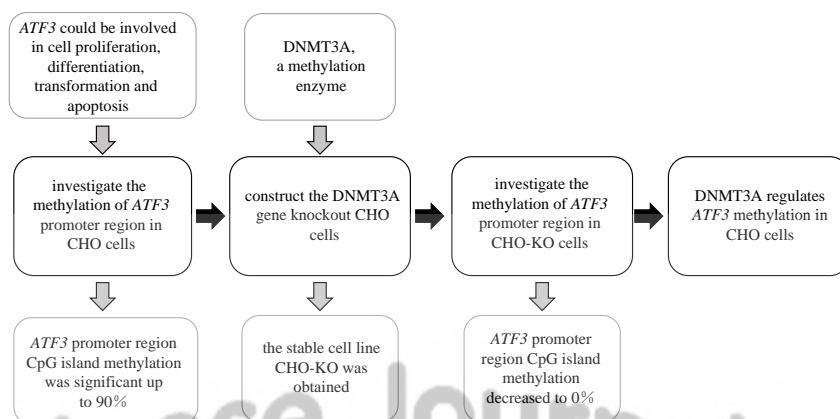 ATF3 could be involved
in cell proliferation,
differentiation,
transformation and
apoptosis
DNMT3A,
a methylation
enzyme
investigate the
methylation of ATF3
promoter region in
CHO cells
construct the DNMT3A
gene knockout CHO
cells
investigate the
methylation of ATF3
promoter region in
CHO-KO cells
DNMT3A regulates
ATF3 methylation in
CHO cells
ATF3 promoter region
CpG island methylation
was significant up
to 90%
the stable cell line
CHO-KO was
obtained
ATF3 promoter
region CpG island
methylation
decreased to 0%